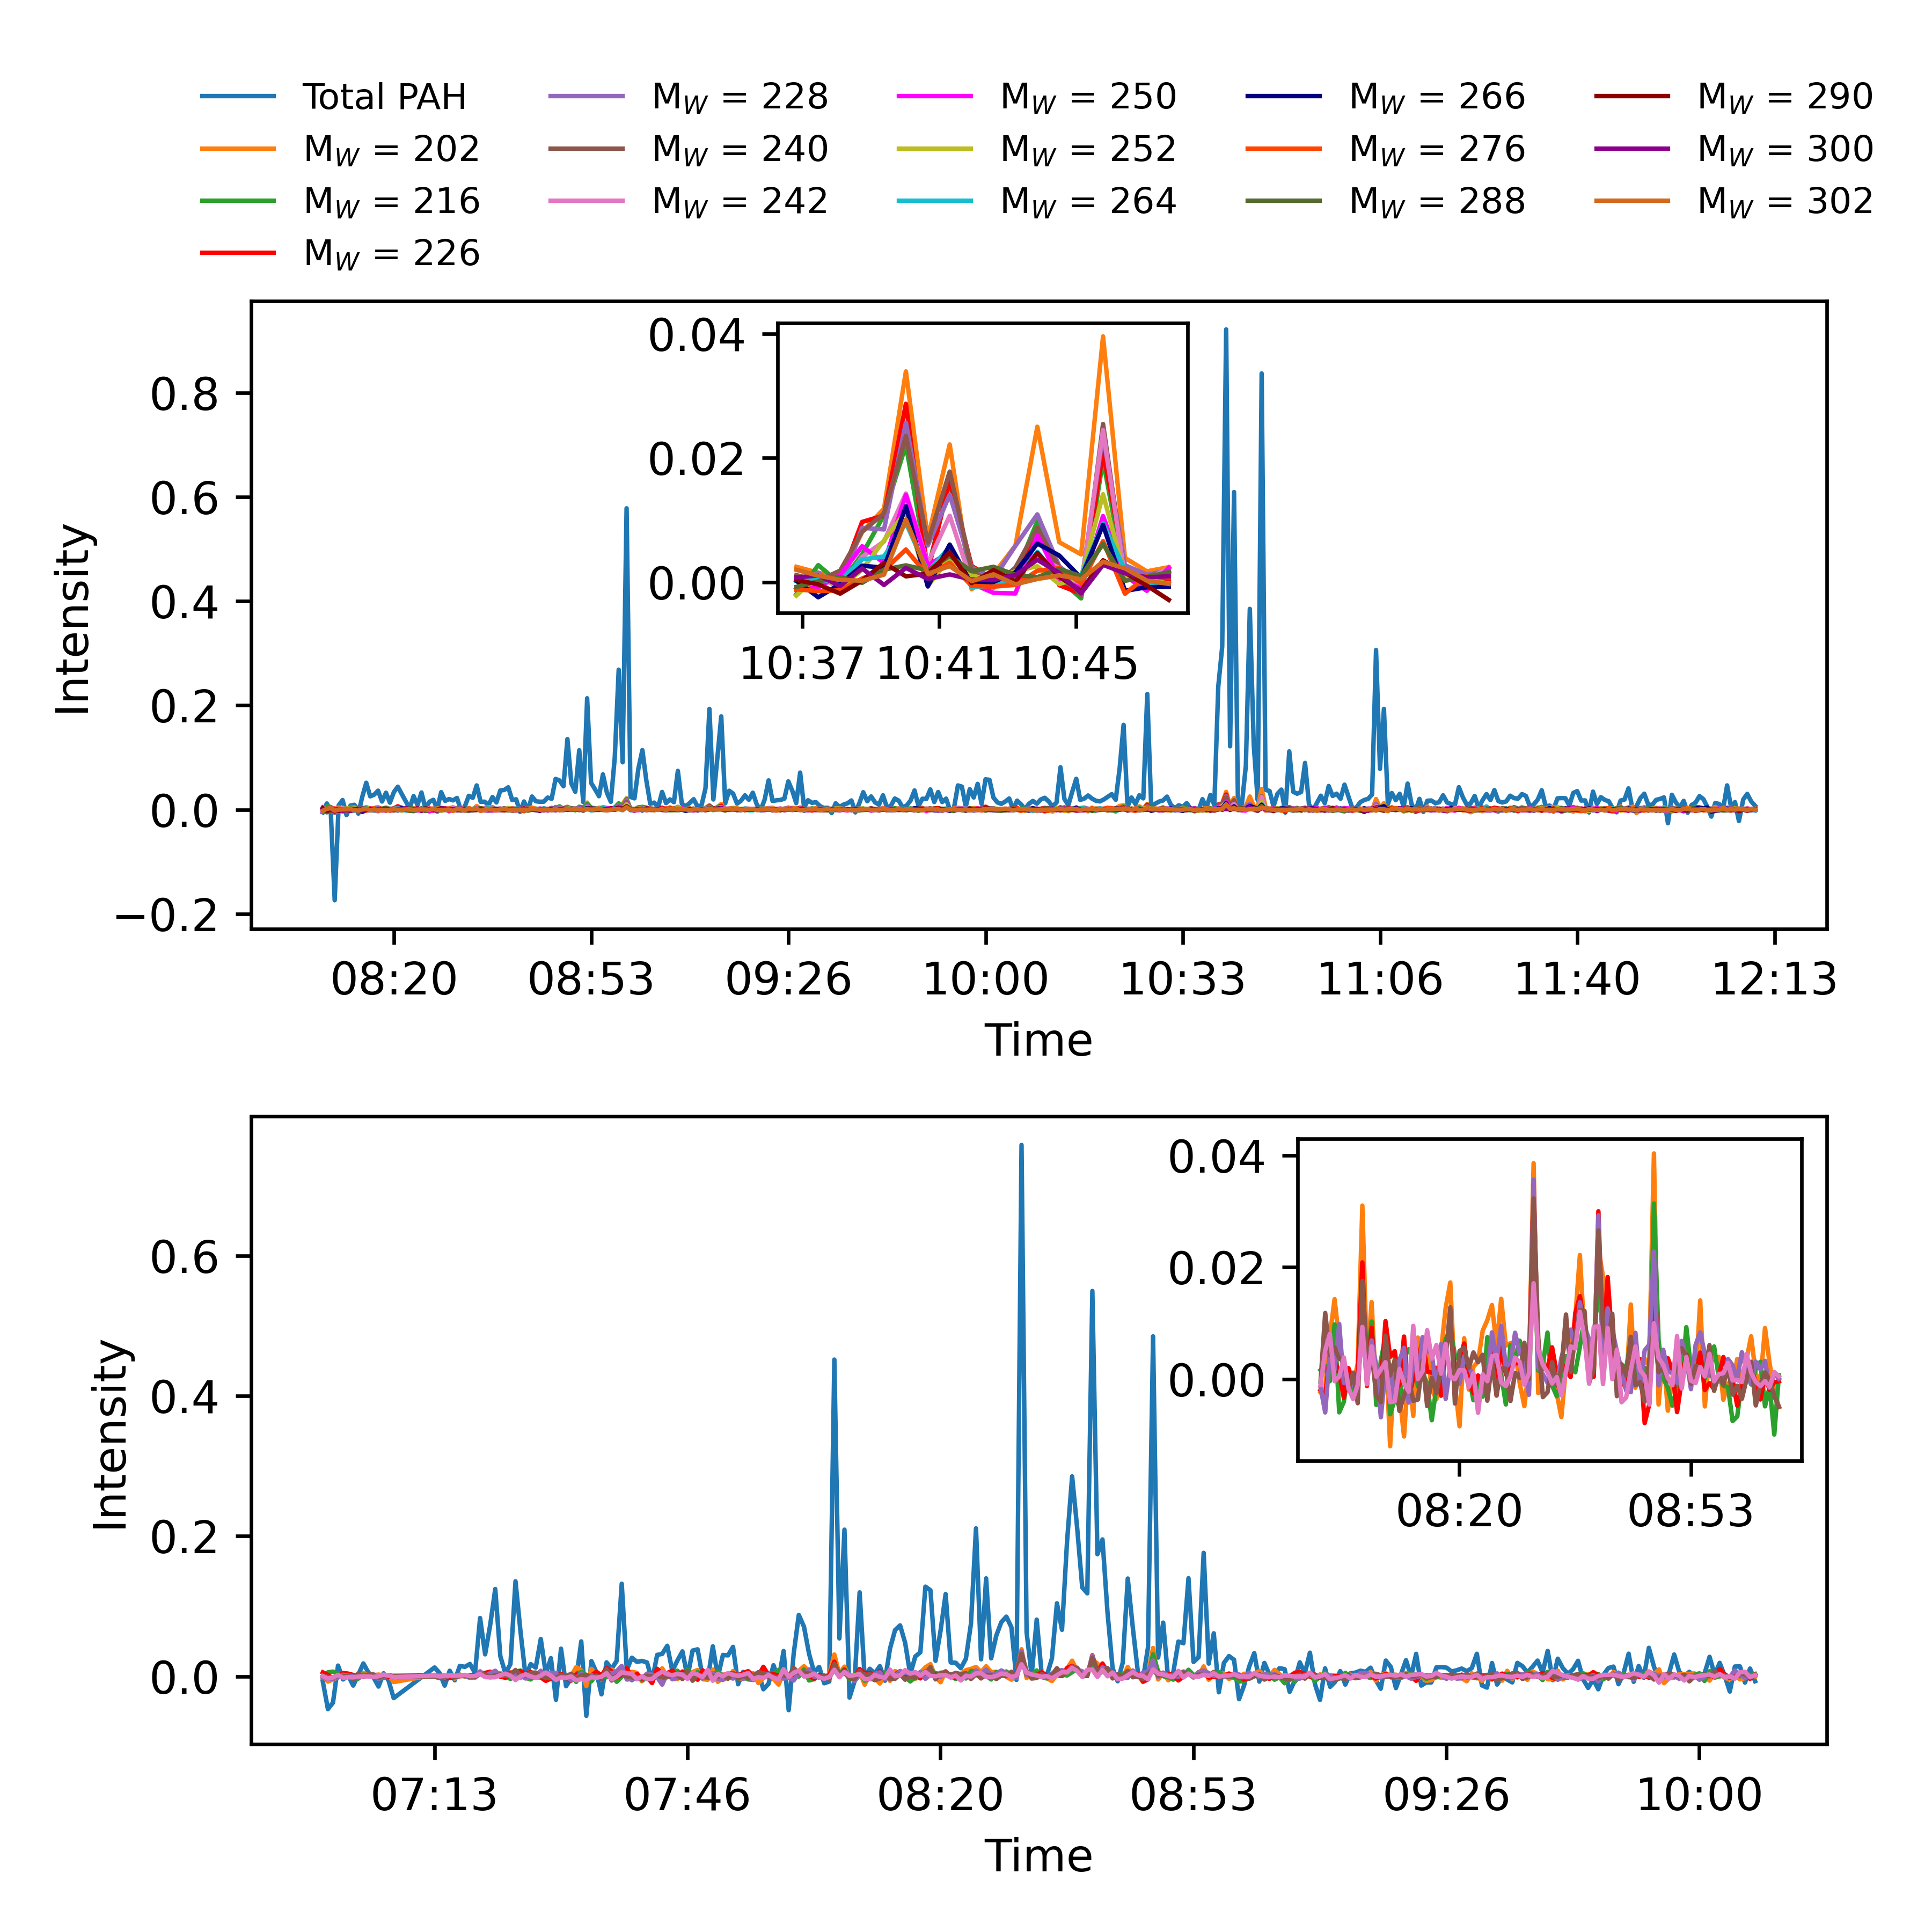 Total PAH
M_W = 202
M_W = 216
M_W = 226
M_W = 228
M_W = 240
M_W = 242
M_W = 250
M_W = 252
M_W = 264
M_W = 266
M_W = 276
M_W = 288
M_W = 290
M_W = 300
M_W = 302
Intensity
0.8
0.6
0.4
0.2
0.0
−0.2
0.04
0.02
0.00
10:37 10:41 10:45
08:20 08:53 09:26 10:00 10:33 11:06 11:40 12:13
Time
Intensity
0.6
0.4
0.2
0.0
0.04
0.02
0.00
08:20 08:53
07:13 07:46 08:20 08:53 09:26 10:00
Time